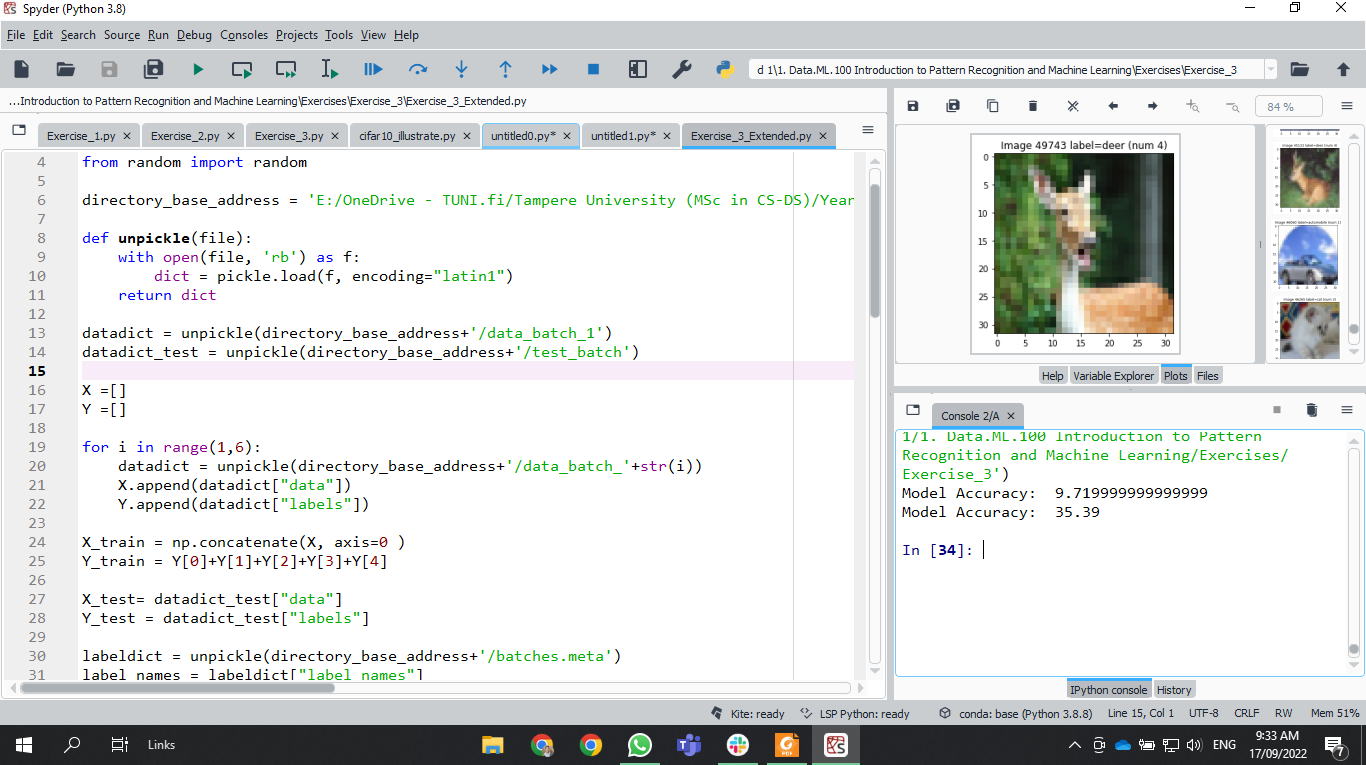 Spyder (Python 3.8)
File Edit Search Source Run Debug Consoles Projects Tools View Help
d 1\1. Data.ML.100 Introduction to Pattern Recognition and Machine Learning\Exercises\Exercise_3
...Introduction to Pattern Recognition and Machine Learning\Exercises\Exercise_3\Exercise_3_Extended.py
Exercise_1.py Exercise_2.py Exercise_3.py cifar10_illustrate.py untitled0.py* untitled1.py* Exercise_3_Extended.py
4 from random import random
5
6 directory_base_address = 'E:/OneDrive - TUNI.fi/Tampere University (MSc in CS-DS)/Year
7
8 def unpickle(file):
9 with open(file, 'rb') as f:
10 dict = pickle.load(f, encoding="latin1")
11 return dict
12
13 datadict = unpickle(directory_base_address+'/data_batch_1')
14 datadict_test = unpickle(directory_base_address+'/test_batch')
15
16 X =[]
17 Y =[]
18
19 for i in range(1,6):
20 datadict = unpickle(directory_base_address+'/data_batch_'+str(i))
21 X.append(datadict["data"])
22 Y.append(datadict["labels"])
23
24 X_train = np.concatenate(X, axis=0 )
25 Y_train = Y[0]+Y[1]+Y[2]+Y[3]+Y[4]
26
27 X_test= datadict_test["data"]
28 Y_test = datadict_test["labels"]
29
30 labeldict = unpickle(directory_base_address+'/batches.meta')
31 label_names = labeldict["label_names"]
84 %
Image 49743 label=deer (num 4)
0
5
10
15
20
25
30
0 5 10 15 20 25 30
Help Variable Explorer Plots Files
Console 2/A
1/1. Data.ML.100 Introduction to Pattern
Recognition and Machine Learning/Exercises/
Exercise_3')
Model Accuracy: 9.719999999999999
Model Accuracy: 35.39
In [34]:
IPython console History
Kite: ready LSP Python: ready conda: base (Python 3.8.8) Line 15, Col 1 UTF-8 CRLF RW Mem 51%
Links
ENG
9:33 AM
17/09/2022
7